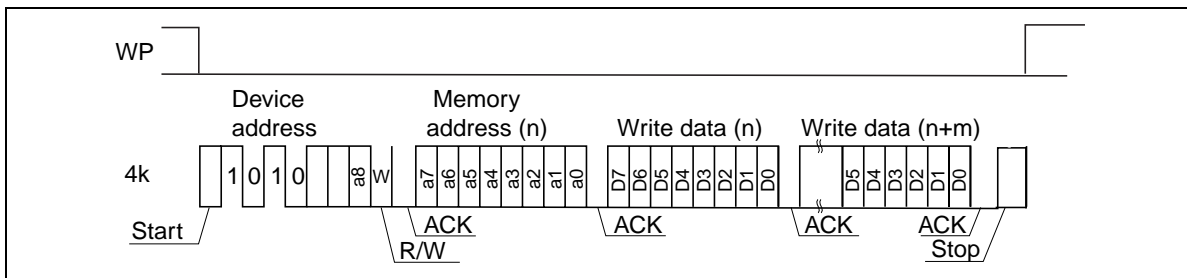 WP
Device
address
Memory
address (n)
Write data (n)
Write data (n+m)
4k
1 0 1 0 a8 W a7 a6 a5 a4 a3 a2 a1 a0 D7 D6 D5 D4 D3 D2 D1 D0 D5 D4 D3 D2 D1 D0
Start
R/W
ACK
ACK
ACK
ACK
Stop